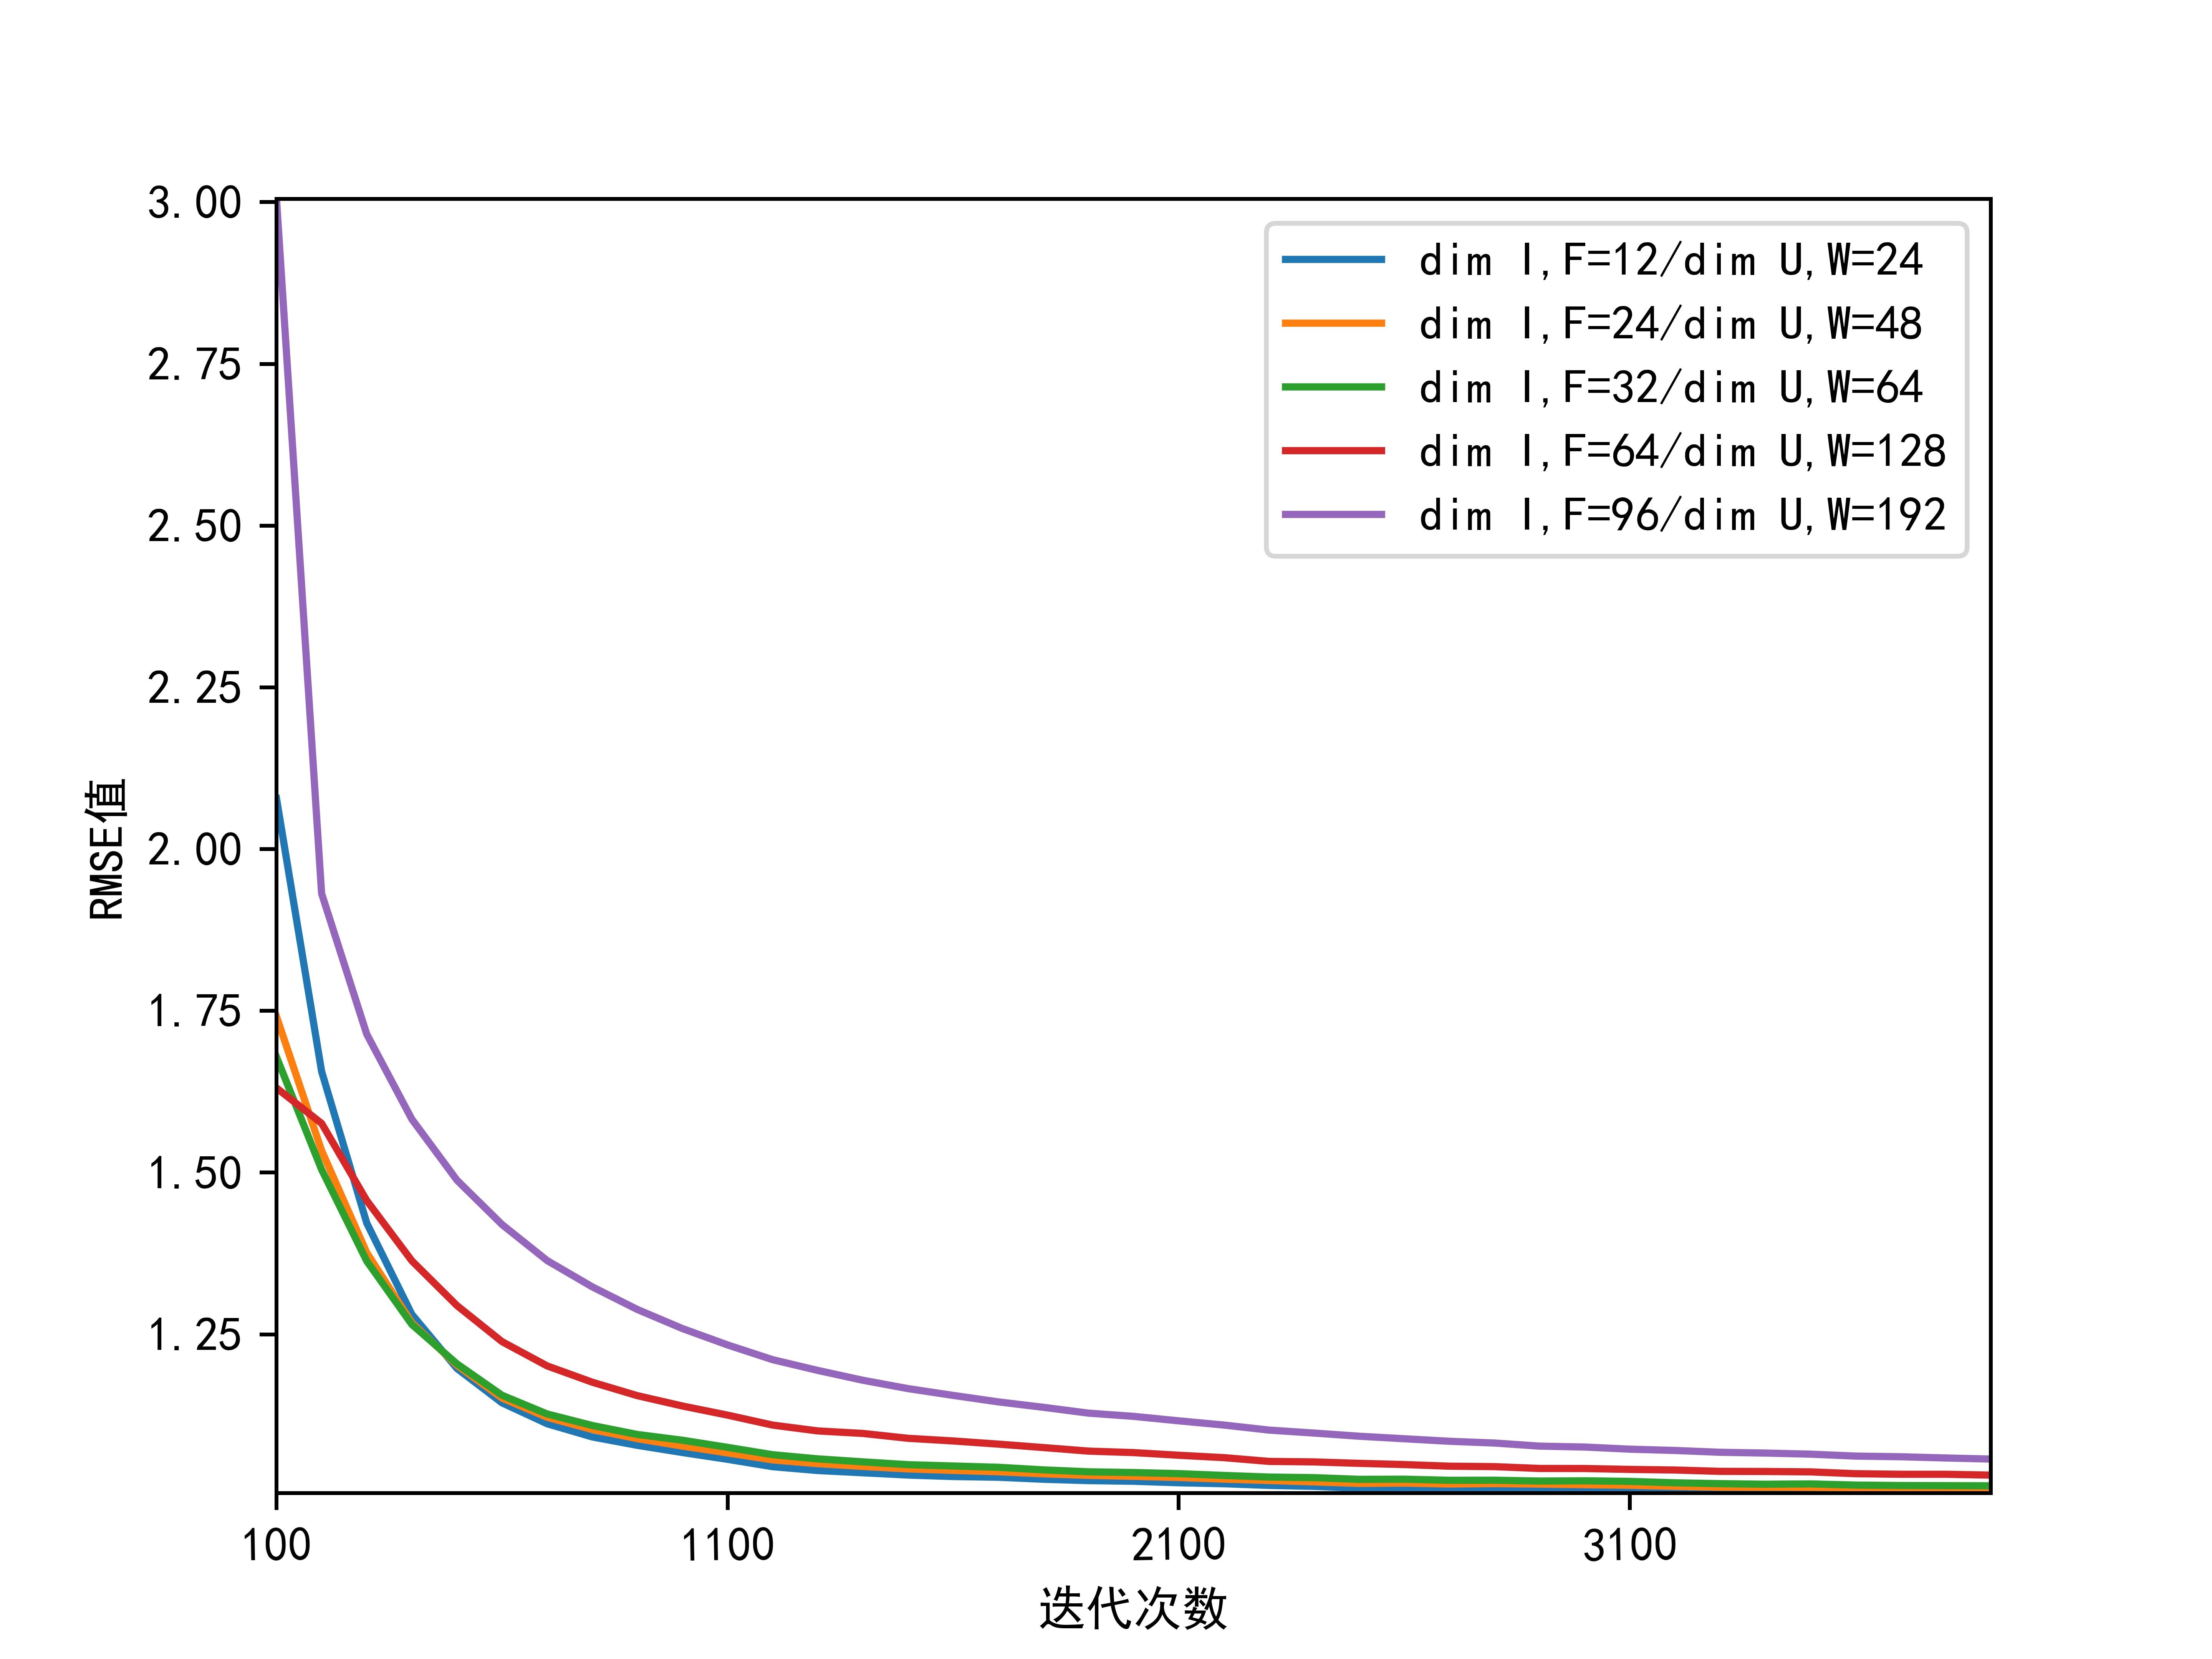 3.00
2.75
2.50
2.25
2.00
1.75
1.50
1.25
RMSE值
dim I,F=12/dim U,W=24
dim I,F=24/dim U,W=48
dim I,F=32/dim U,W=64
dim I,F=64/dim U,W=128
dim I,F=96/dim U,W=192
100 1100 2100 3100
迭代次数